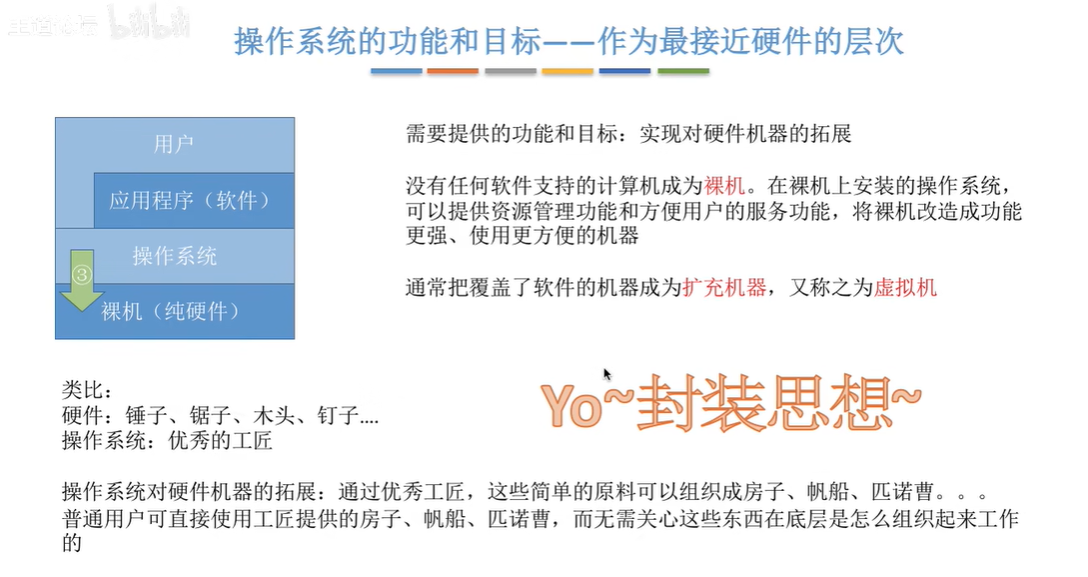 bilibili
操作系统的功能和目标——作为最接近硬件的层次
用户
应用程序（软件）
操作系统
③
裸机（纯硬件）
需要提供的功能和目标：实现对硬件机器的拓展
没有任何软件支持的计算机成为裸机。在裸机上安装的操作系统，
可以提供资源管理功能和方便用户的服务功能，将裸机改造成功能
更强、使用更方便的机器
通常把覆盖了软件的机器成为扩充机器，又称之为虚拟机
类比：
硬件：锤子、锯子、木头、钉子....
操作系统：优秀的工匠
Yo~封装思想~
操作系统对硬件机器的拓展：通过优秀工匠，这些简单的原料可以组织成房子、帆船、匹诺曹。。。
普通用户可直接使用工匠提供的房子、帆船、匹诺曹，而无需关心这些东西在底层是怎么组织起来工作
的